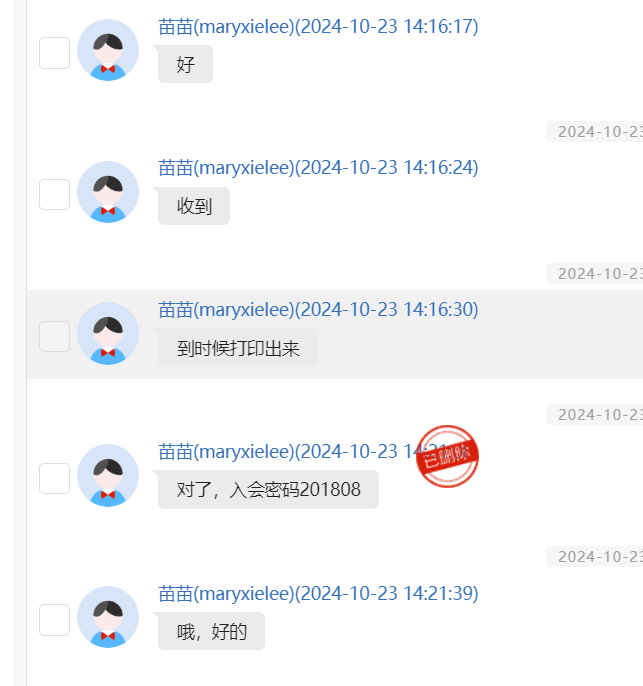 苗苗(maryxielee)(2024-10-23 14:16:17)
好
2024-10-23
苗苗(maryxielee)(2024-10-23 14:16:24)
收到
2024-10-23
苗苗(maryxielee)(2024-10-23 14:16:30)
到时候打印出来
2024-10-23
苗苗(maryxielee)(2024-10-23 14:21
已删除
对了，入会密码201808
2024-10-23
苗苗(maryxielee)(2024-10-23 14:21:39)
哦，好的